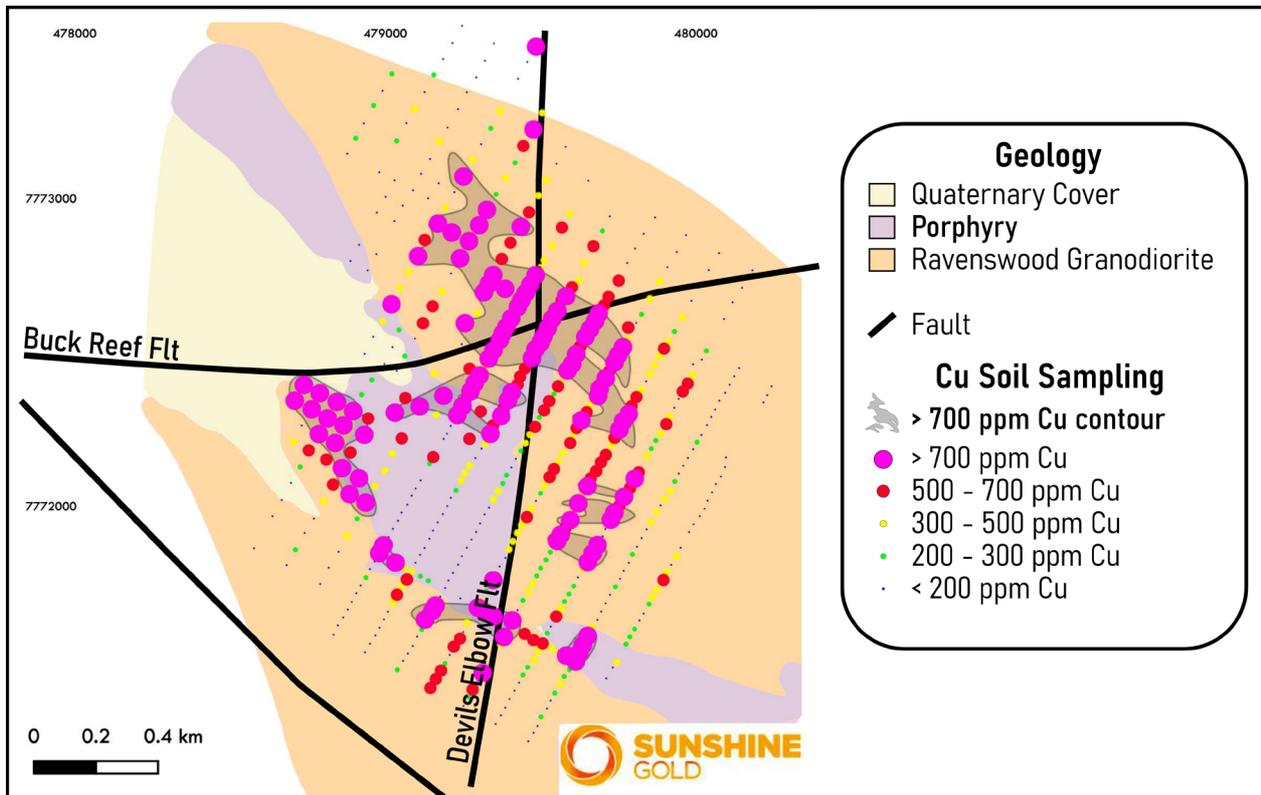 478000
479000
480000
7773000
7772000
Buck Reef Flt
Devils Elbow Flt
0 0.2 0.4 km
SUNSHINE
GOLD
Geology
Quaternary Cover
Porphyry
Ravenswood Granodiorite
Fault
Cu Soil Sampling
> 700 ppm Cu contour
> 700 ppm Cu
500 - 700 ppm Cu
300 - 500 ppm Cu
200 - 300 ppm Cu
< 200 ppm Cu